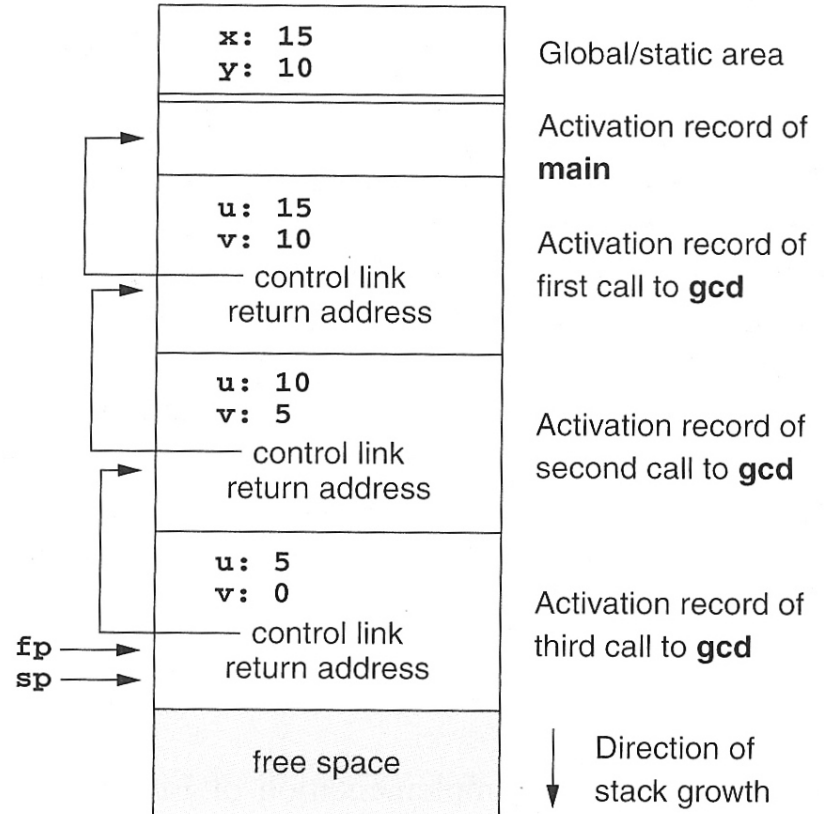 x: 15
y: 10
Global/static area
Activation record of
main
u: 15
v: 10
control link
return address
Activation record of
first call to gcd
u: 10
v: 5
control link
return address
Activation record of
second call to gcd
u: 5
v: 0
control link
return address
Activation record of
third call to gcd
fp
sp
free space
Direction of
stack growth